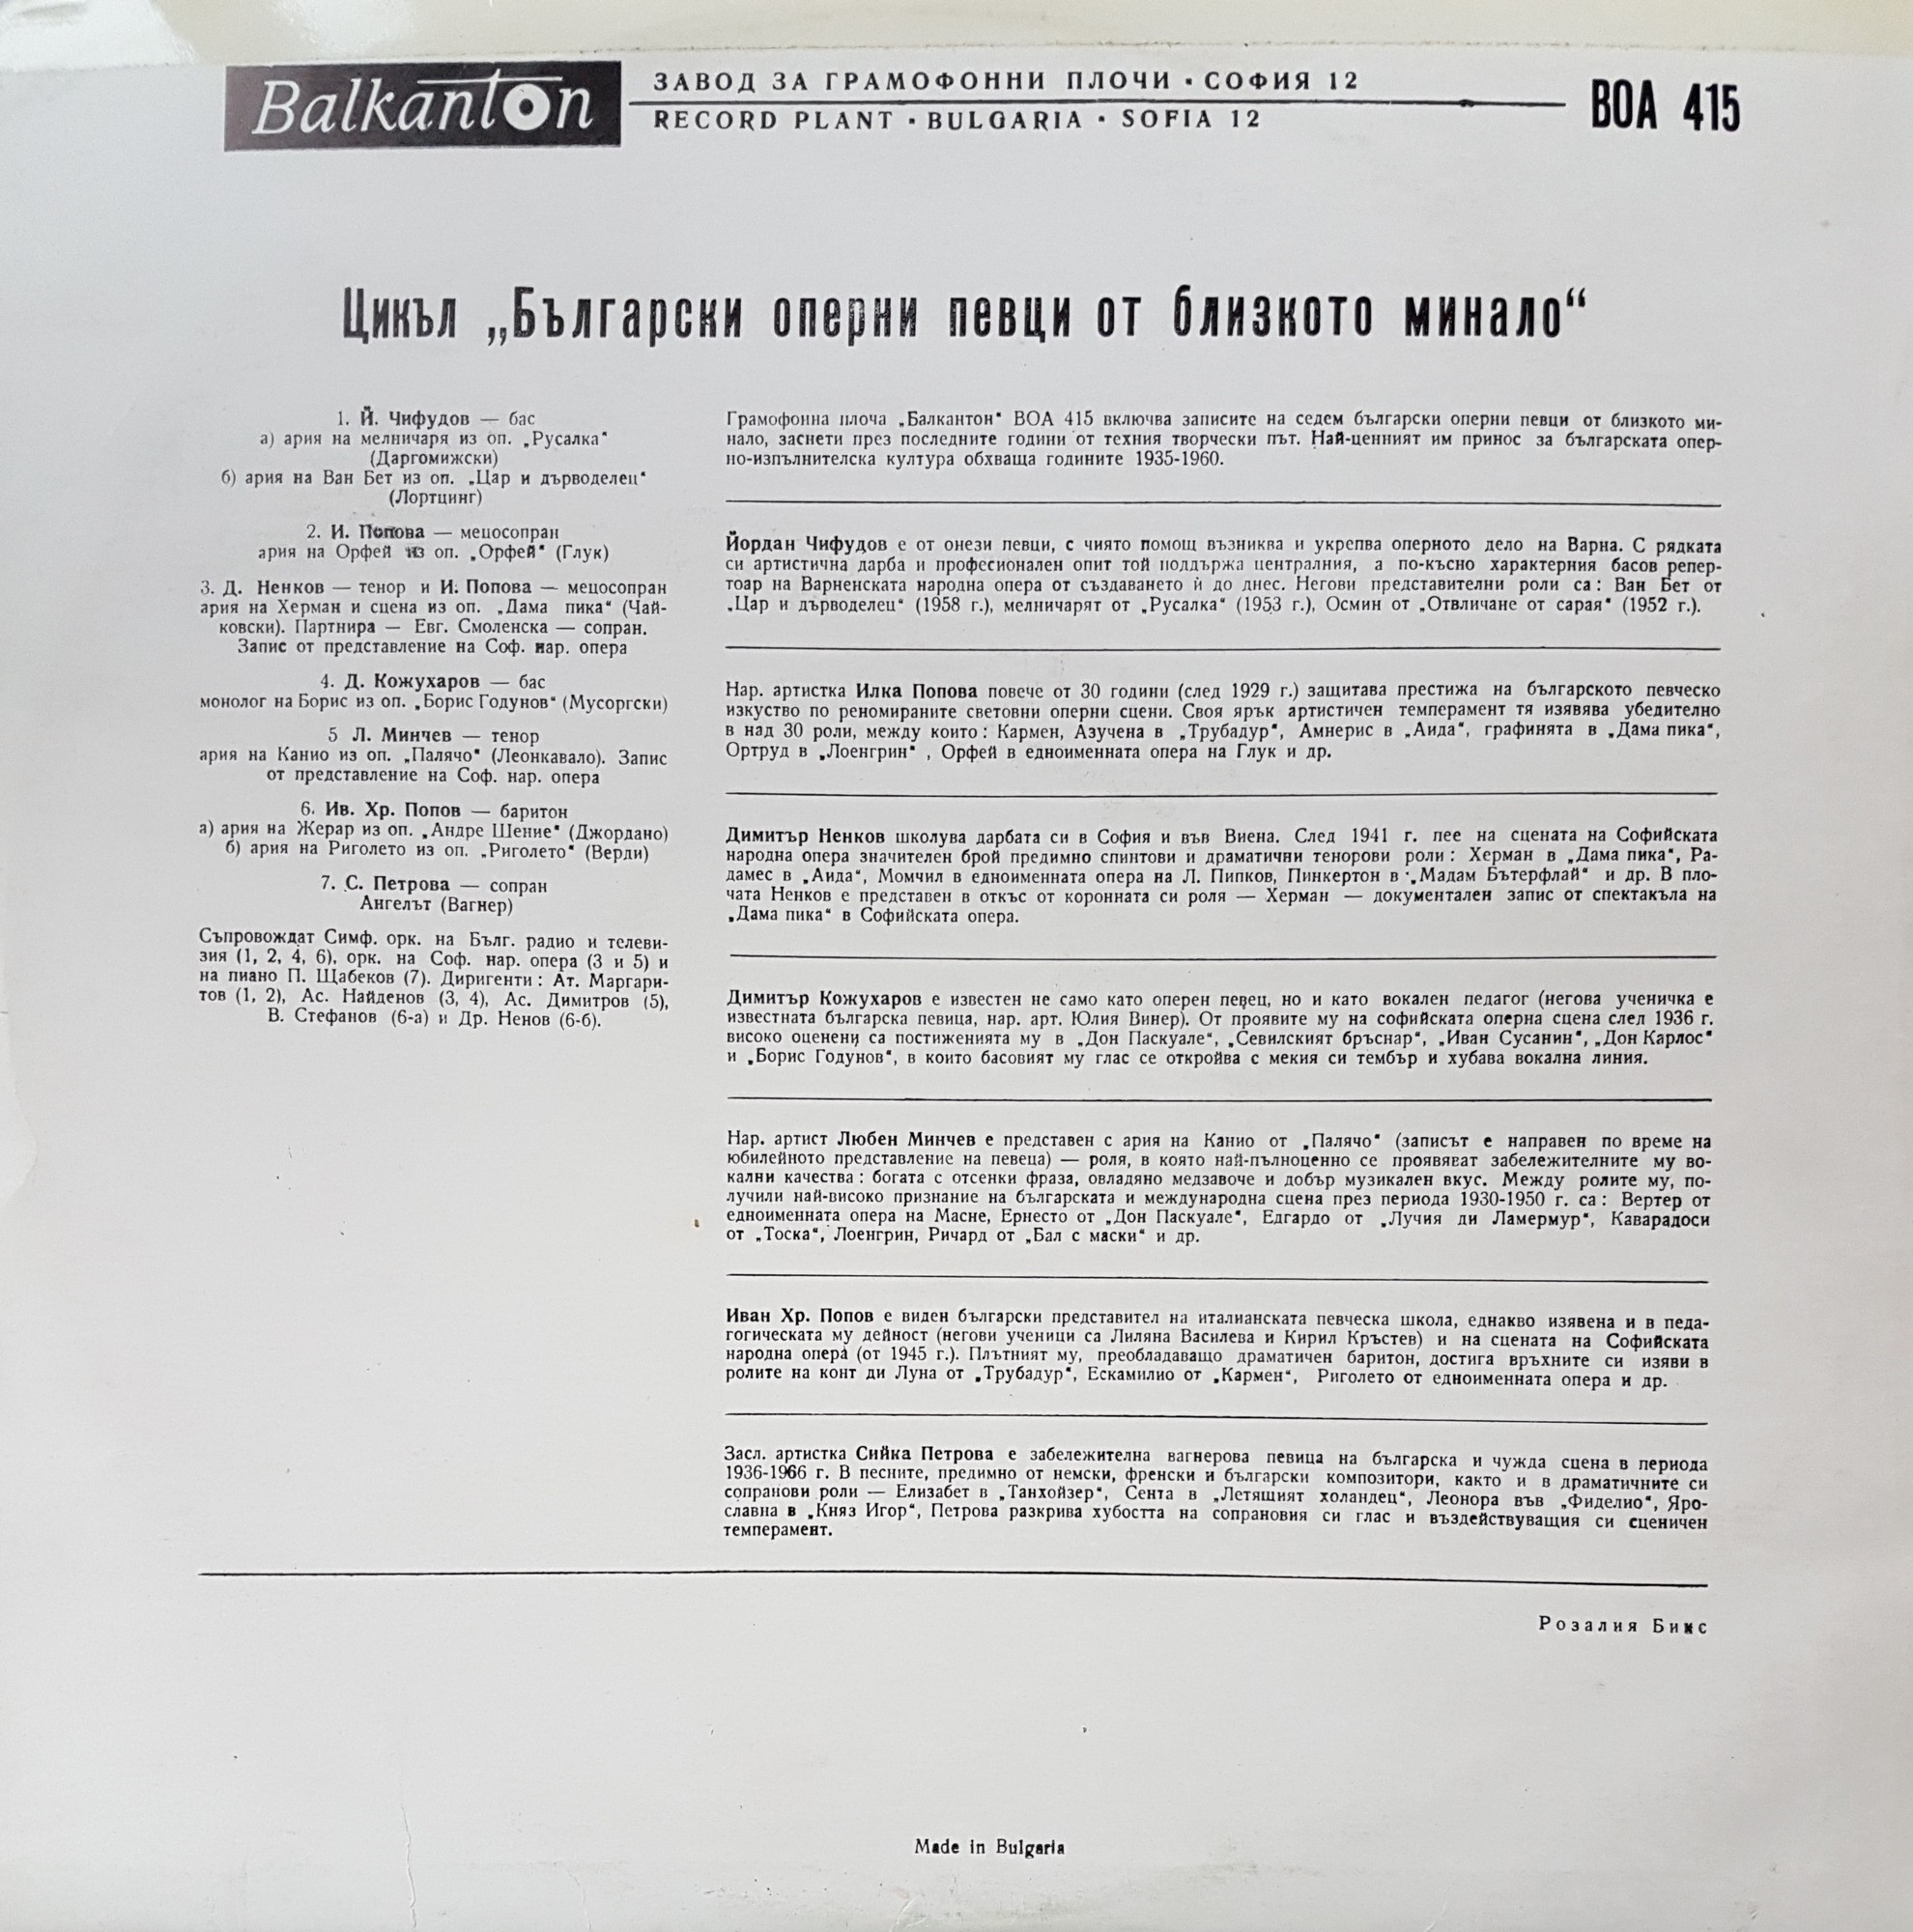 Balkanton
ЗАВОД ЗА ГРАМОФОННИ ПЛОЧИ • СОФИЯ 12
RECORD PLANT • BULGARIA • SOFIA 12
ВОА 415
Цикъл „Български оперни певци от близкото минало“
1. Й. Чифудов — бас
а) ария на мелничаря из оп. „Русалка“
(Даргомижски)
б) ария на Ван Бет из оп. „Цар и дърводелец“
(Лортцинг)
2. И. Попова — мецосопран
ария на Орфей из оп. „Орфей“ (Глук)
3. Д. Ненков — тенор и И. Попова — мецосопран
ария на Херман и сцена из оп. „Дама пика“ (Чай-
ковски). Партнира — Евг. Смоленска — сопран.
Запис от представление на Соф. нар. опера
4. Д. Кожухаров — бас
монолог на Борис из оп. „Борис Годунов“ (Мусоргски)
5 Л. Минчев — тенор
ария на Канио из оп. „Палячо“ (Леонкавало). Запис
от представление на Соф. нар. опера
6. Ив. Хр. Попов — баритон
а) ария на Жерар из оп. „Андре Шение“ (Джордано)
б) ария на Риголето из оп. „Риголето“ (Верди)
7. С. Петрова — сопран
Ангелът (Вагнер)
Съпровождат Симф. орк. на Бълг. радио и телеви-
зия (1, 2, 4, 6), орк. на Соф. нар. опера (3 и 5) и
на пиано П. Щабеков (7). Диригенти: Ат. Маргари-
тов (1, 2), Ас. Найденов (3, 4), Ас. Димитров (5),
В. Стефанов (6-а) и Др. Ненов (6-б).
Грамофонна плоча „Балкантон“ ВОА 415 включва записите на седем български оперни певци от близкото ми-
нало, заснети през последните години от техния творчески път. Най-ценният им принос за българската опер-
но-изпълнителска култура обхваща годините 1935-1960.
Йордан Чифудов е от онези певци, с чиято помощ възниква и укрепва оперното дело на Варна. С рядката
си артистична дарба и професионален опит той поддържа централния, а по-късно характерния басов репер-
тоар на Варненската народна опера от създаването ѝ до днес. Негови представителни роли са: Ван Бет от
„Цар и дърводелец“ (1958 г.), мелничарят от „Русалка“ (1953 г.), Осмин от „Отвличане от сарая“ (1952 г.).
Нар. артистка Илка Попова повече от 30 години (след 1929 г.) защитава престижа на българското певческо
изкуство по реномираните световни оперни сцени. Своя ярък артистичен темперамент тя изявява убедително
в над 30 роли, между които: Кармен, Азучена в „Трубадур“, Амнерис в „Аида“, графинята в „Дама пика“,
Ортруд в „Лоенгрин“ , Орфей в едноименната опера на Глук и др.
Димитър Ненков школува дарбата си в София и във Виена. След 1941 г. пее на сцената на Софийската
народна опера значителен брой предимно спинтови и драматични тенорови роли: Херман в „Дама пика“, Ра-
дамес в „Аида“, Момчил в едноименната опера на Л. Пипков, Пинкертон в „Мадам Бътерфлай“ и др. В пло-
чата Ненков е представен в откъс от коронната си роля — Херман — документален запис от спектакъла на
„Дама пика“ в Софийската опера.
Димитър Кожухаров е известен не само като оперен певец, но и като вокален педагог (негова ученичка е
известната българска певица, нар. арт. Юлия Винер). От проявите му на софийската оперна сцена след 1936 г.
високо оценени са постиженията му в „Дон Паскуале“, „Севилският бръснар“, „Иван Сусанин“, „Дон Карлос“
и „Борис Годунов“, в които басовият му глас се откройва с мекия си тембър и хубава вокална линия.
Нар. артист Любен Минчев е представен с ария на Канио от „Палячо“ (записът е направен по време на
юбилейното представление на певеца) — роля, в която най-пълноценно се проявяват забележителните му во-
кални качества: богата с отсенки фраза, овладяно медзавоче и добър музикален вкус. Между ролите му, по-
лучили най-високо признание на българската и международна сцена през периода 1930-1950 г. са: Вертер от
едноименната опера на Масне, Ернесто от „Дон Паскуале“, Едгардо от „Лучия ди Ламермур“, Каварадоси
от „Тоска“, Лоенгрин, Ричард от „Бал с маски“ и др.
Иван Хр. Попов е виден български представител на италианската певческа школа, еднакво изявена и в педа-
гогическата му дейност (негови ученици са Лиляна Василева и Кирил Кръстев) и на сцената на Софийската
народна опера (от 1945 г.). Плътният му, преобладаващо драматичен баритон, достига връхните си изяви в
ролите на конт ди Луна от „Трубадур“, Ескамилио от „Кармен“, Риголето от едноименната опера и др.
Засл. артистка Сийка Петрова е забележителна вагнерова певица на българска и чужда сцена в периода
1936-1966 г. В песните, предимно от немски, френски и български композитори, както и в драматичните си
сопранови роли — Елизабет в „Танхойзер“, Сента в „Летящият холандец“, Леонора във „Фиделио“, Яро-
славна в „Княз Игор“, Петрова разкрива хубостта на сопрановия си глас и въздействуващия си сценичен
темперамент.
Розалия Бикс
Made in Bulgaria